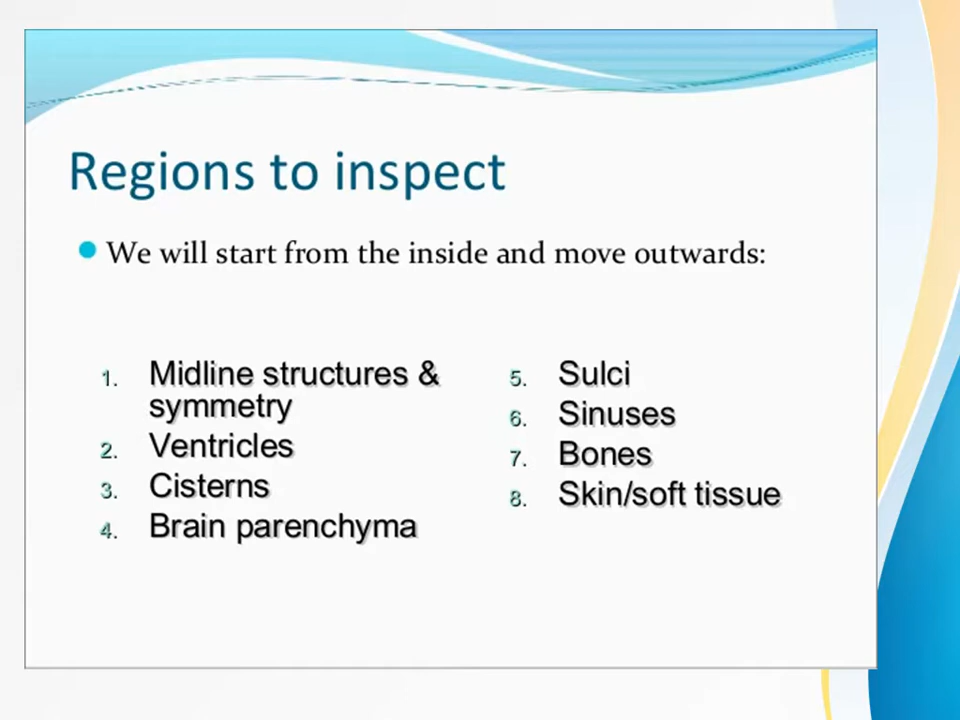 Regions to inspect
We will start from the inside and move outwards:
1. Midline structures &
symmetry
2. Ventricles
3. Cisterns
4. Brain parenchyma
5. Sulci
6. Sinuses
7. Bones
8. Skin/soft tissue